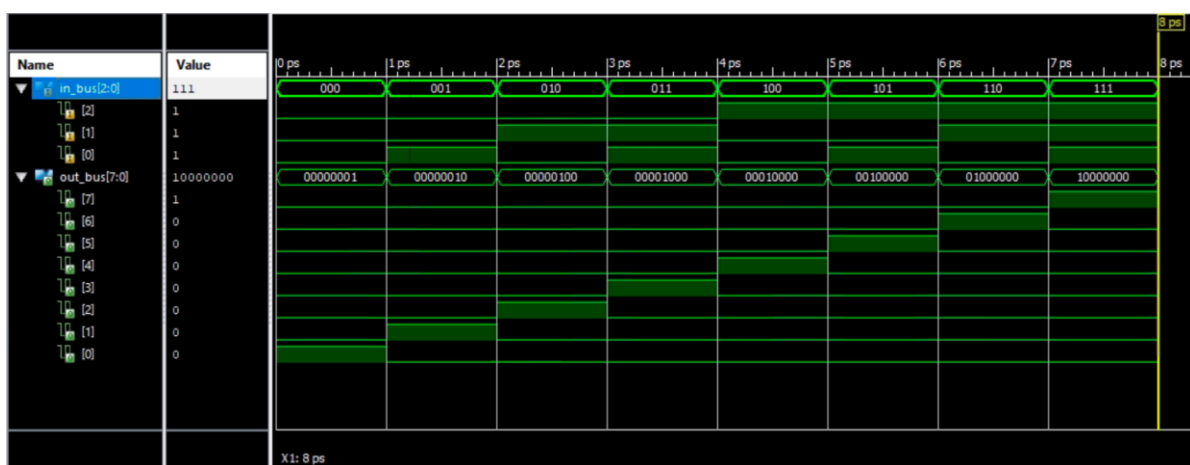 8 ps
Name Value 0 ps 1 ps 2 ps 3 ps 4 ps 5 ps 6 ps 7 ps 8 ps
in_bus[2:0] 111 000 001 010 011 100 101 110 111
[2] 1
[1] 1
[0] 1
out_bus[7:0] 10000000 00000001 00000010 00000100 00001000 00010000 00100000 01000000 10000000
[7] 1
[6] 0
[5] 0
[4] 0
[3] 0
[2] 0
[1] 0
[0] 0
X1: 8 ps